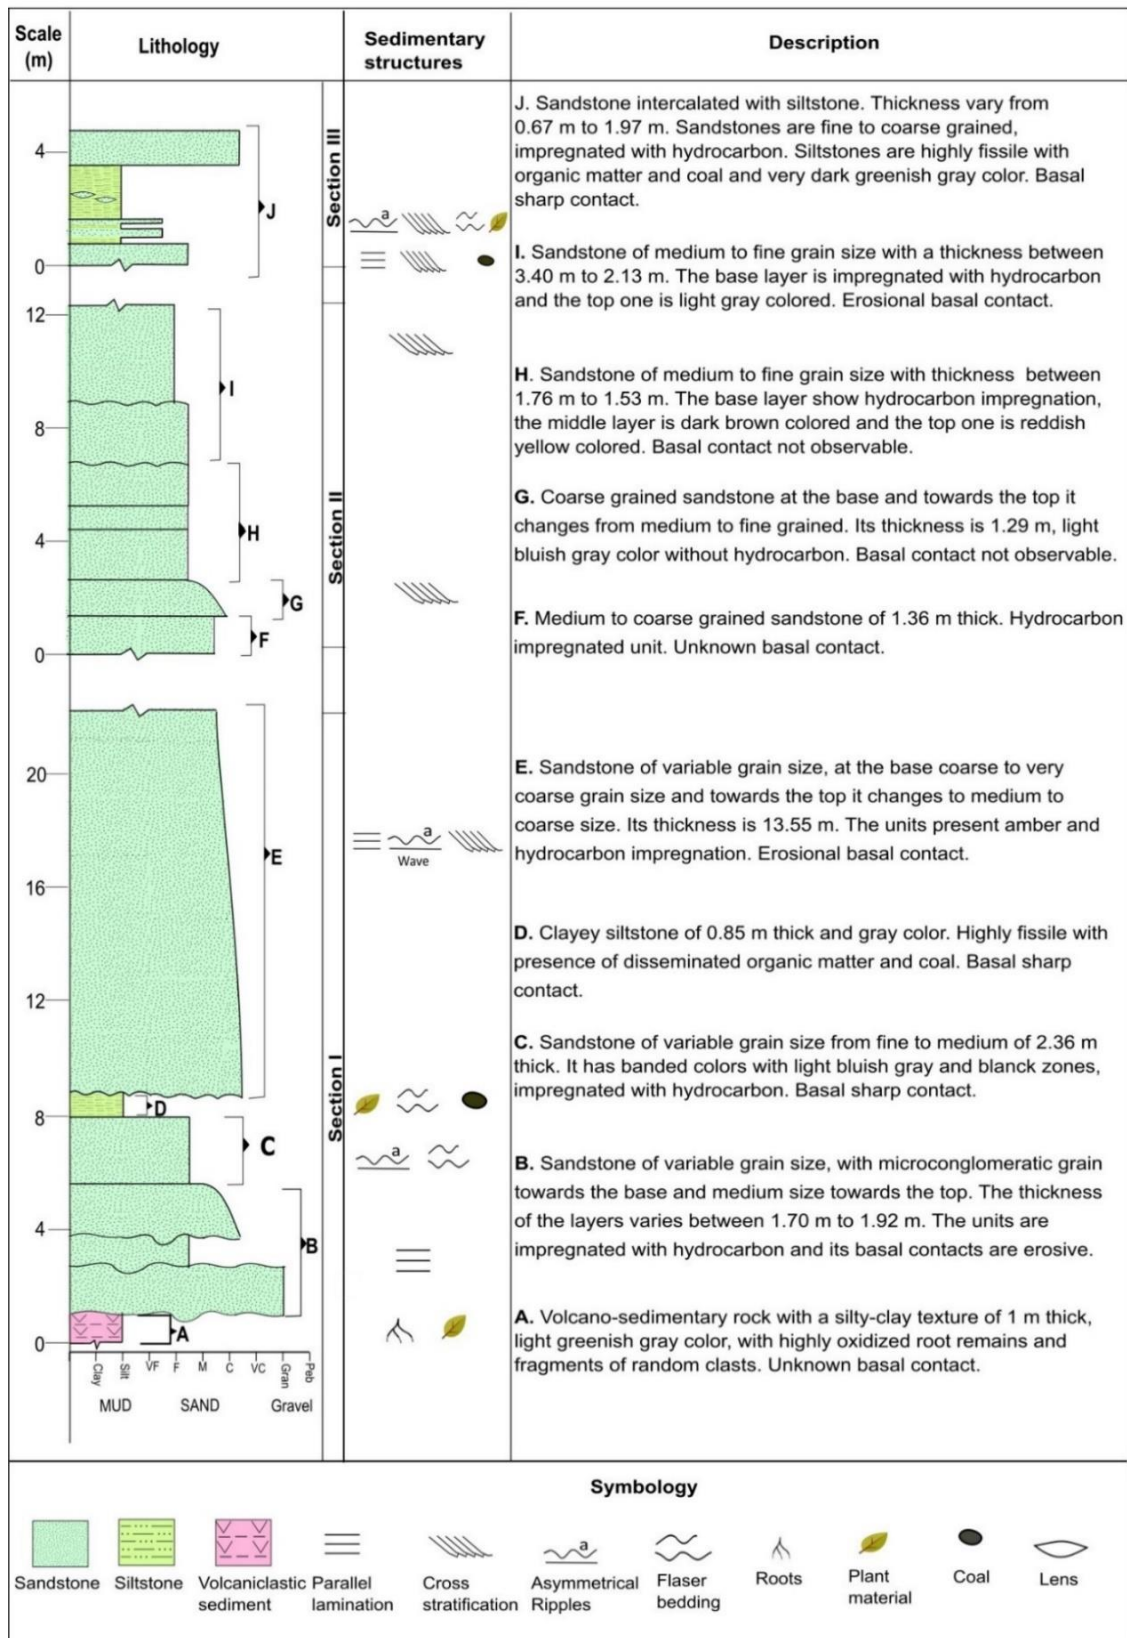 Scale
(m)
Lithology
Sedimentary
structures
Description
Section III
4
0
J
a
J. Sandstone intercalated with siltstone. Thickness vary from
0.67 m to 1.97 m. Sandstones are fine to coarse grained,
impregnated with hydrocarbon. Siltstones are highly fissile with
organic matter and coal and very dark greenish gray color. Basal
sharp contact.
Section II
12
8
4
0
I
H
G
F
I. Sandstone of medium to fine grain size with a thickness between
3.40 m to 2.13 m. The base layer is impregnated with hydrocarbon
and the top one is light gray colored. Erosional basal contact.
H. Sandstone of medium to fine grain size with thickness between
1.76 m to 1.53 m. The base layer show hydrocarbon impregnation,
the middle layer is dark brown colored and the top one is reddish
yellow colored. Basal contact not observable.
G. Coarse grained sandstone at the base and towards the top it
changes from medium to fine grained. Its thickness is 1.29 m, light
bluish gray color without hydrocarbon. Basal contact not observable.
F. Medium to coarse grained sandstone of 1.36 m thick. Hydrocarbon
impregnated unit. Unknown basal contact.
Section I
20
16
12
8
4
0
E
D
C
B
A
a
Wave
a
E. Sandstone of variable grain size, at the base coarse to very
coarse grain size and towards the top it changes to medium to
coarse size. Its thickness is 13.55 m. The units present amber and
hydrocarbon impregnation. Erosional basal contact.
D. Clayey siltstone of 0.85 m thick and gray color. Highly fissile with
presence of disseminated organic matter and coal. Basal sharp
contact.
C. Sandstone of variable grain size from fine to medium of 2.36 m
thick. It has banded colors with light bluish gray and blanck zones,
impregnated with hydrocarbon. Basal sharp contact.
B. Sandstone of variable grain size, with microconglomeratic grain
towards the base and medium size towards the top. The thickness
of the layers varies between 1.70 m to 1.92 m. The units are
impregnated with hydrocarbon and its basal contacts are erosive.
A. Volcano-sedimentary rock with a silty-clay texture of 1 m thick,
light greenish gray color, with highly oxidized root remains and
fragments of random clasts. Unknown basal contact.
Clay
Silt
VF
F
M
C
VC
Gran
Peb
MUD
SAND
Gravel
Symbology
Sandstone
Siltstone
Volcaniclastic
sediment
Parallel
lamination
Cross
stratification
a
Asymmetrical
Ripples
Flaser
bedding
Roots
Plant
material
Coal
Lens